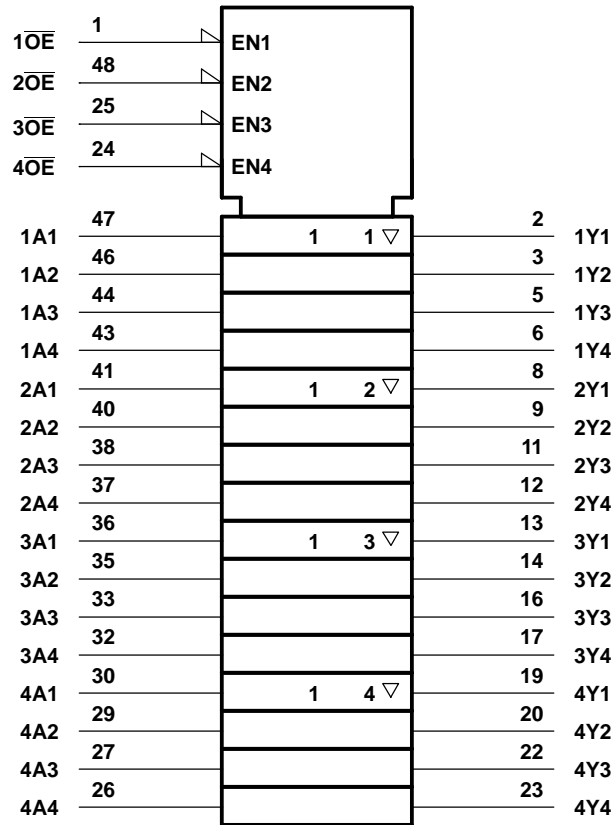 1O̅E̅ 1 EN1
2O̅E̅ 48 EN2
3O̅E̅ 25 EN3
4O̅E̅ 24 EN4
1A1 47 1 1 ▽ 2 1Y1
1A2 46 3 1Y2
1A3 44 5 1Y3
1A4 43 6 1Y4
2A1 41 1 2 ▽ 8 2Y1
2A2 40 9 2Y2
2A3 38 11 2Y3
2A4 37 12 2Y4
3A1 36 1 3 ▽ 13 3Y1
3A2 35 14 3Y2
3A3 33 16 3Y3
3A4 32 17 3Y4
4A1 30 1 4 ▽ 19 4Y1
4A2 29 20 4Y2
4A3 27 22 4Y3
4A4 26 23 4Y4